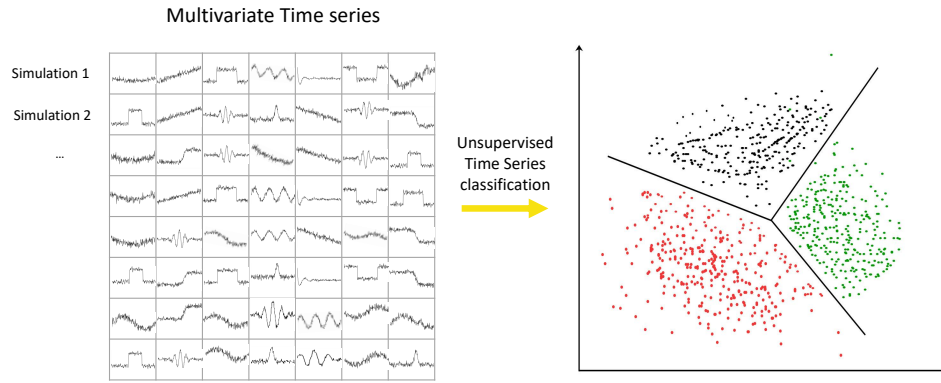 Multivariate Time series
Simulation 1
Simulation 2
...
Unsupervised
Time Series
classification